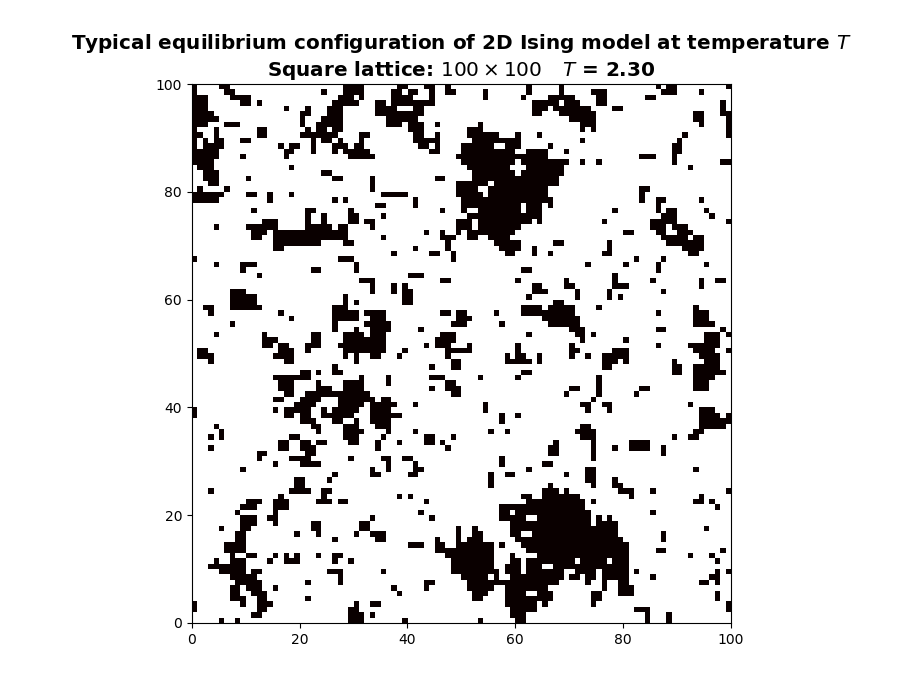 Typical equilibrium configuration of 2D Ising model at temperature T
Square lattice: 100 × 100 T = 2.30
100
80
60
40
20
0
0 20 40 60 80 100